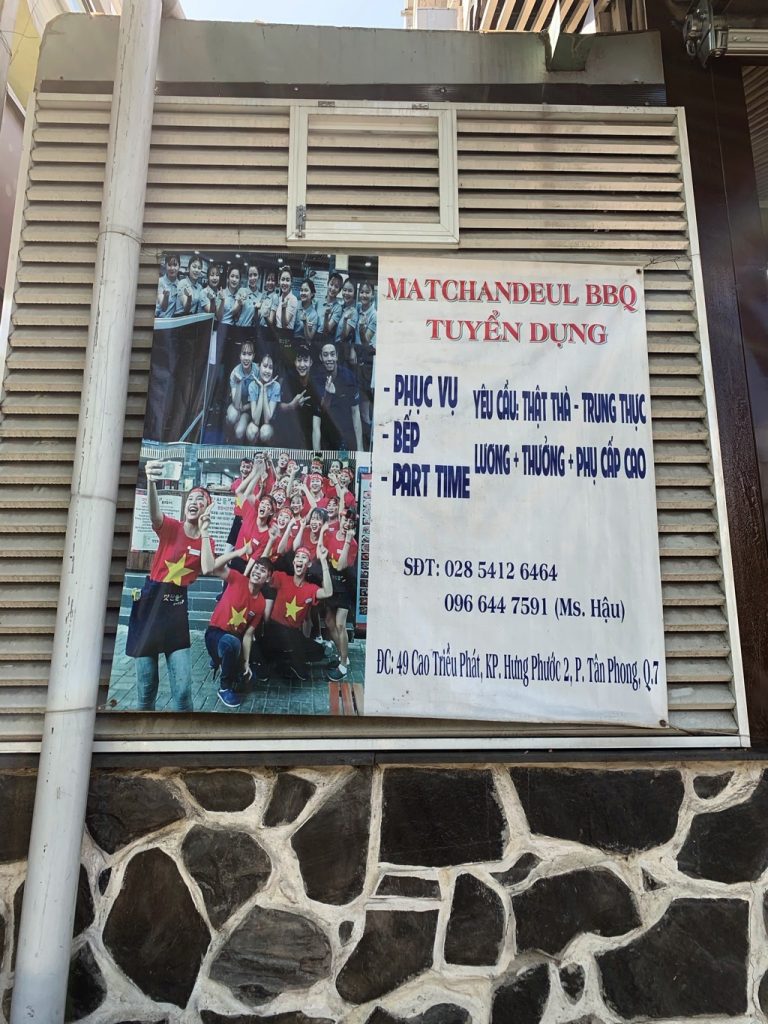 MATCHANDEUL BBQ
TUYỂN DỤNG
- PHỤC VỤ
- BẾP
- PART TIME
YÊU CẦU: THẬT THÀ - TRUNG THỰC
LƯƠNG + THƯỞNG + PHỤ CẤP CAO
SĐT: 028 5412 6464
096 644 7591 (Ms. Hậu)
ĐC: 49 Cao Triều Phát, KP. Hưng Phước 2, P. Tân Phong, Q.7